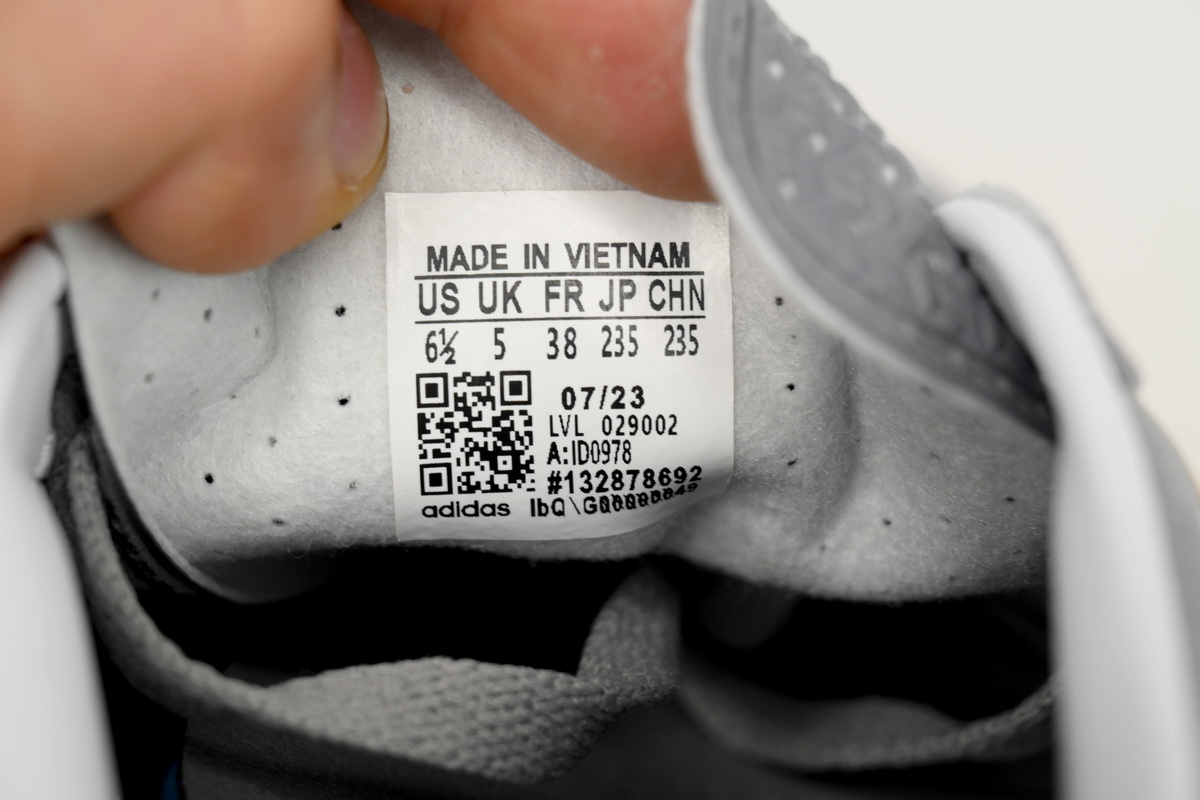 MADE IN VIETNAM
US UK FR JP CHN
6½ 5 38 235 235
07/23
LVL 029002
A:ID0978
#132878692
adidas